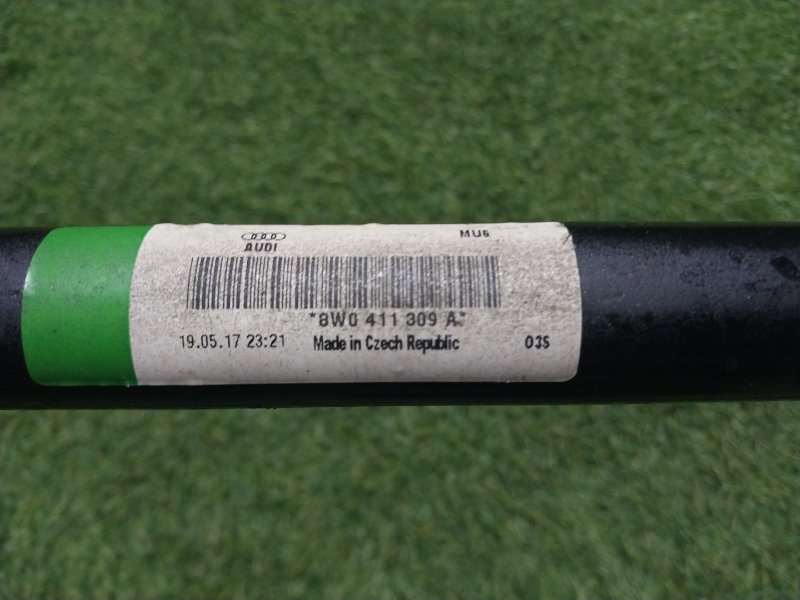 AUDI MU6
*8W0 411 309 A*
19.05.17 23:21 Made in Czech Republic 03S